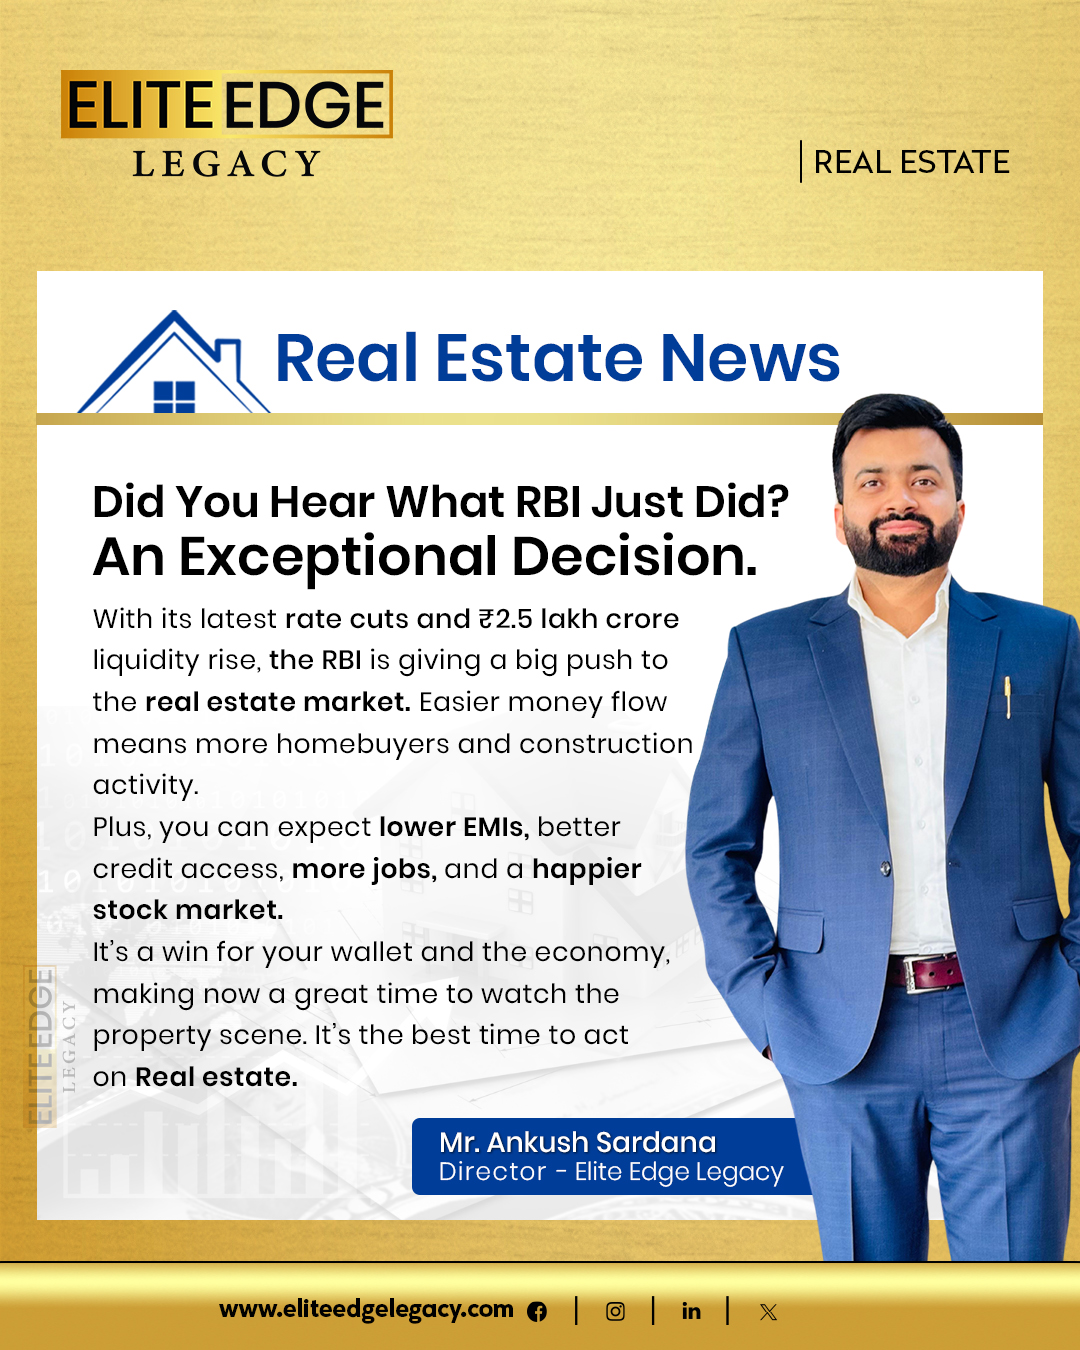 ELITE EDGE
LEGACY
REAL ESTATE
Real Estate News
Did You Hear What RBI Just Did?
An Exceptional Decision.
With its latest rate cuts and ₹2.5 lakh crore
liquidity rise, the RBI is giving a big push to
the real estate market. Easier money flow
means more homebuyers and construction
activity.
Plus, you can expect lower EMIs, better
credit access, more jobs, and a happier
stock market.
It’s a win for your wallet and the economy,
making now a great time to watch the
property scene. It’s the best time to act
on Real estate.
ELITE EDGE
LEGACY
Mr. Ankush Sardana
Director - Elite Edge Legacy
www.eliteedgelegacy.com